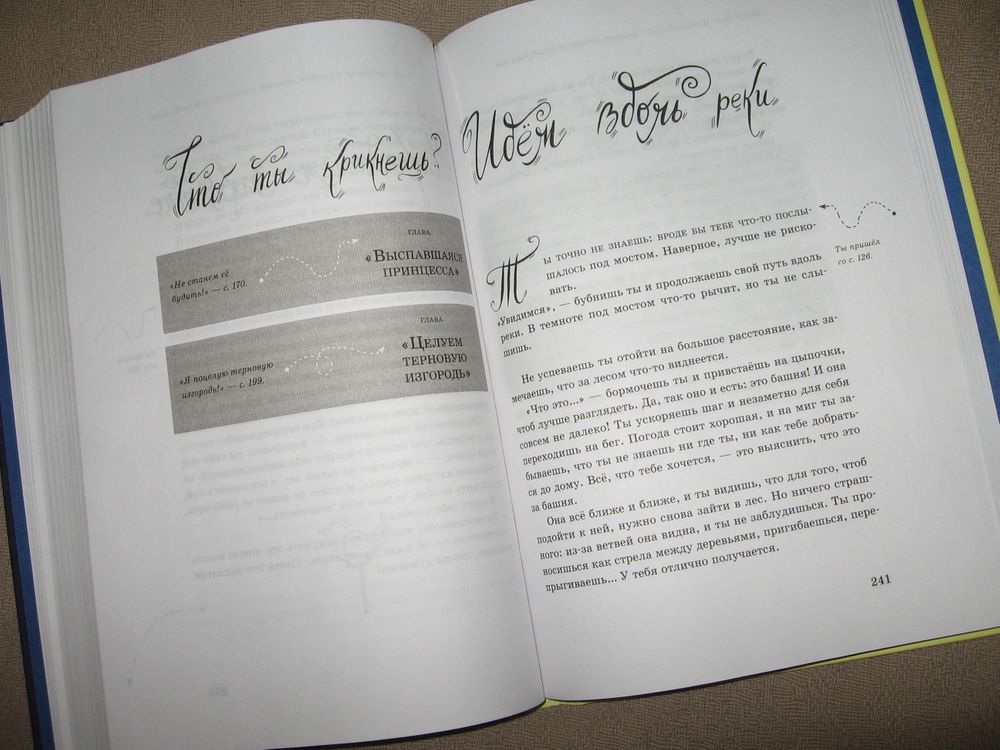 Что ты крикнешь?
«Не станем её
будить!» — с. 170.
ГЛАВА
«Выспавшаяся
принцесса»
«Я поцелую терновую
изгородь!» — с. 199.
ГЛАВА
«Целуем
терновую
изгородь»
Идём вдоль реки
Ты точно не знаешь: вроде бы тебе что-то послы-
шалось под мостом. Наверное, лучше не риско-
вать.
«Увидимся», — бубнишь ты и продолжаешь свой путь вдоль
реки. В темноте под мостом что-то рычит, но ты не слы-
шишь.
Ты пришёл
со с. 126.
Не успеваешь ты отойти на большое расстояние, как за-
мечаешь, что за лесом что-то виднеется.
«Что это...» — бормочешь ты и привстаёшь на цыпочки,
чтоб лучше разглядеть. Да, так оно и есть: это башня! И она
совсем не далеко! Ты ускоряешь шаг и незаметно для себя
переходишь на бег. Погода стоит хорошая, и на миг ты за-
бываешь, что ты не знаешь ни где ты, ни как тебе добрать-
ся до дому. Всё, что тебе хочется, — это выяснить, что это
за башня.
Она всё ближе и ближе, и ты видишь, что для того, чтоб
подойти к ней, нужно снова зайти в лес. Но ничего страш-
ного: из-за ветвей она видна, и ты не заблудишься. Ты про-
носишься как стрела между деревьями, пригибаешься, пере-
прыгиваешь... У тебя отлично получается.
241